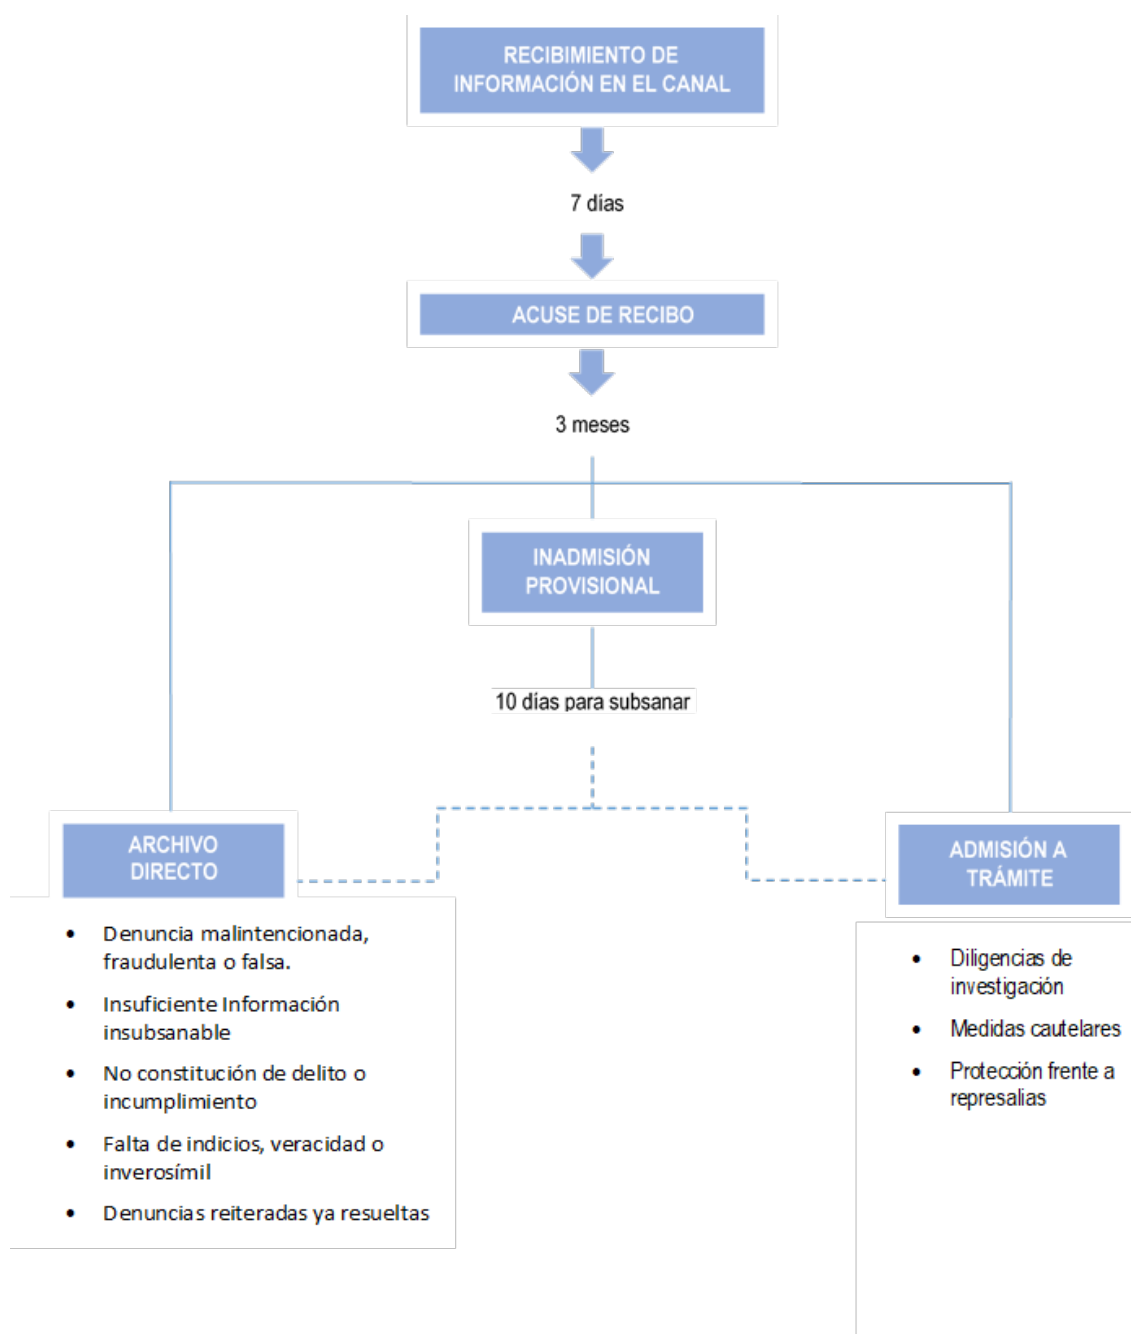 RECIBIMIENTO DE
INFORMACIÓN EN EL CANAL
7 días
ACUSE DE RECIBO
3 meses
INADMISIÓN
PROVISIONAL
10 días para subsanar
ARCHIVO
DIRECTO
• Denuncia malintencionada,
fraudulenta o falsa.
• Insuficiente Información
insubsanable
• No constitución de delito o
incumplimiento
• Falta de indicios, veracidad o
inverosímil
• Denuncias reiteradas ya resueltas
ADMISIÓN A
TRÁMITE
• Diligencias de
investigación
• Medidas cautelares
• Protección frente a
represalias